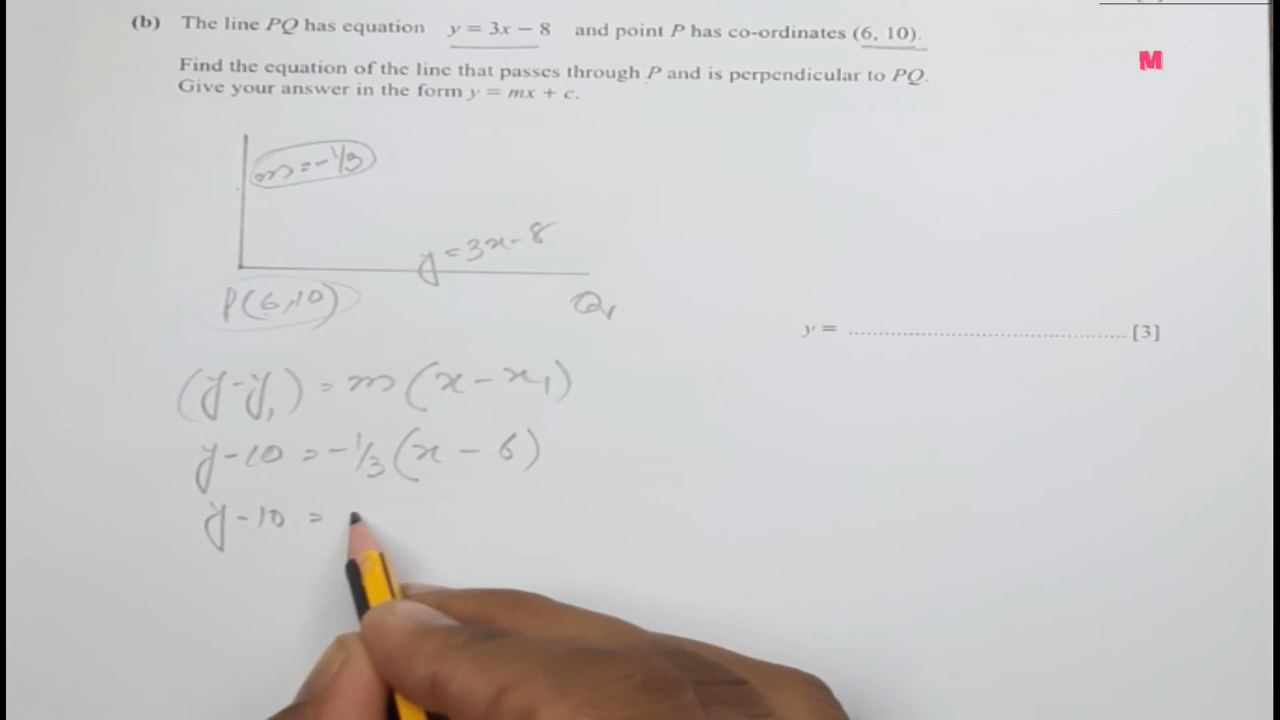 (b) The line PQ has equation y = 3x − 8 and point P has co-ordinates (6, 10).
M
Find the equation of the line that passes through P and is perpendicular to PQ.
Give your answer in the form y = mx + c.
m = -1/3
y = 3x - 8
P(6,10)
Q
y = ........................................ [3]
(y - y₁) = m(x - x₁)
y - 10 = -1/3(x - 6)
y - 10 =